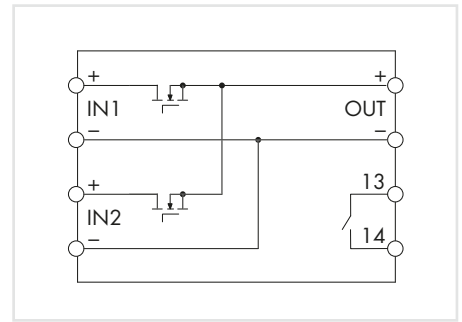 + +
IN1 OUT
− −
+ 13
IN2
14
−